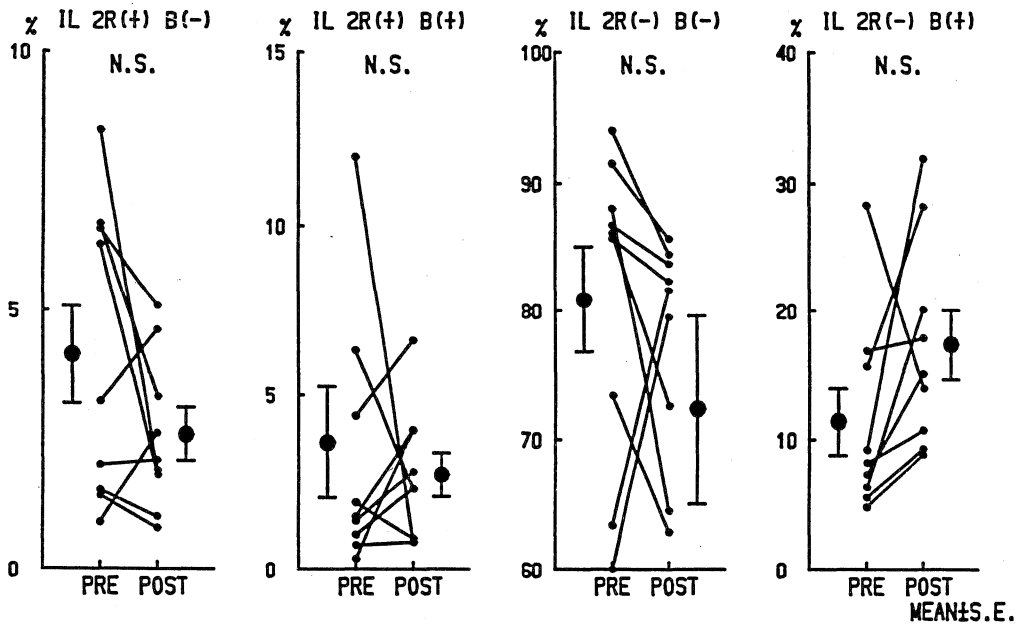 % IL 2R(+) B(-)
N.S.
10
5
0
PRE POST
% IL 2R(+) B(+)
N.S.
15
10
5
0
PRE POST
% IL 2R(-) B(-)
N.S.
100
90
80
70
60
PRE POST
% IL 2R(-) B(+)
N.S.
40
30
20
10
0
PRE POST
MEAN±S.E.